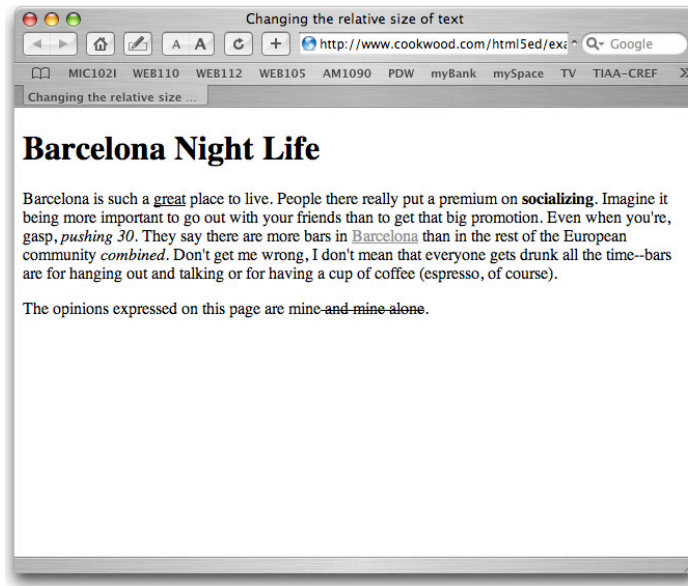 Changing the relative size of text
A A http://www.cookwood.com/html5ed/exa Google
MIC102I WEB110 WEB112 WEB105 AM1090 PDW myBank mySpace TV TIAA-CREF
Changing the relative size ...
Barcelona Night Life
Barcelona is such a great place to live. People there really put a premium on socializing. Imagine it
being more important to go out with your friends than to get that big promotion. Even when you're,
gasp, pushing 30. They say there are more bars in Barcelona than in the rest of the European
community combined. Don't get me wrong, I don't mean that everyone gets drunk all the time--bars
are for hanging out and talking or for having a cup of coffee (espresso, of course).
The opinions expressed on this page are mine and mine alone.